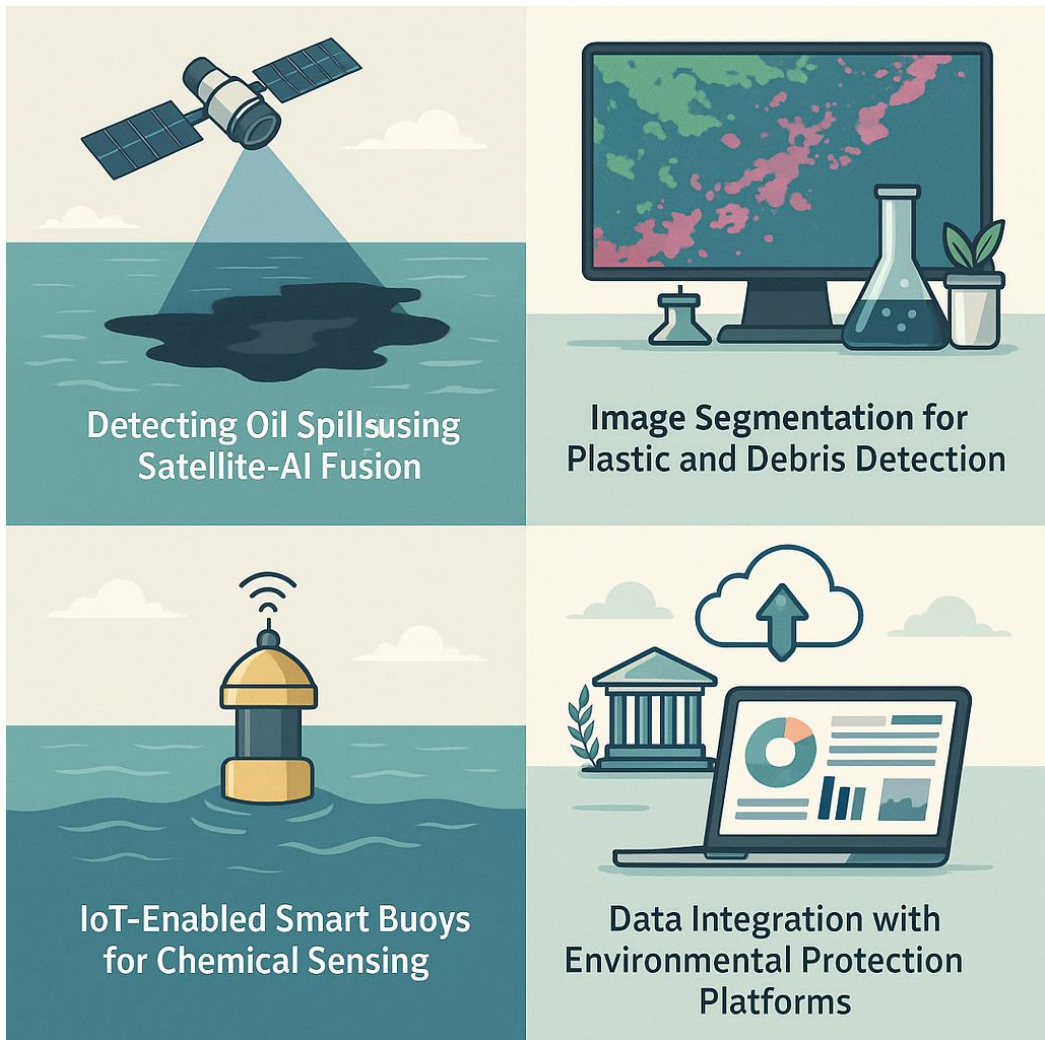 Detecting Oil Spillsusing
Satellite-AI Fusion
Image Segmentation for
Plastic and Debris Detection
IoT-Enabled Smart Buoys
for Chemical Sensing
Data Integration with
Environmental Protection
Platforms